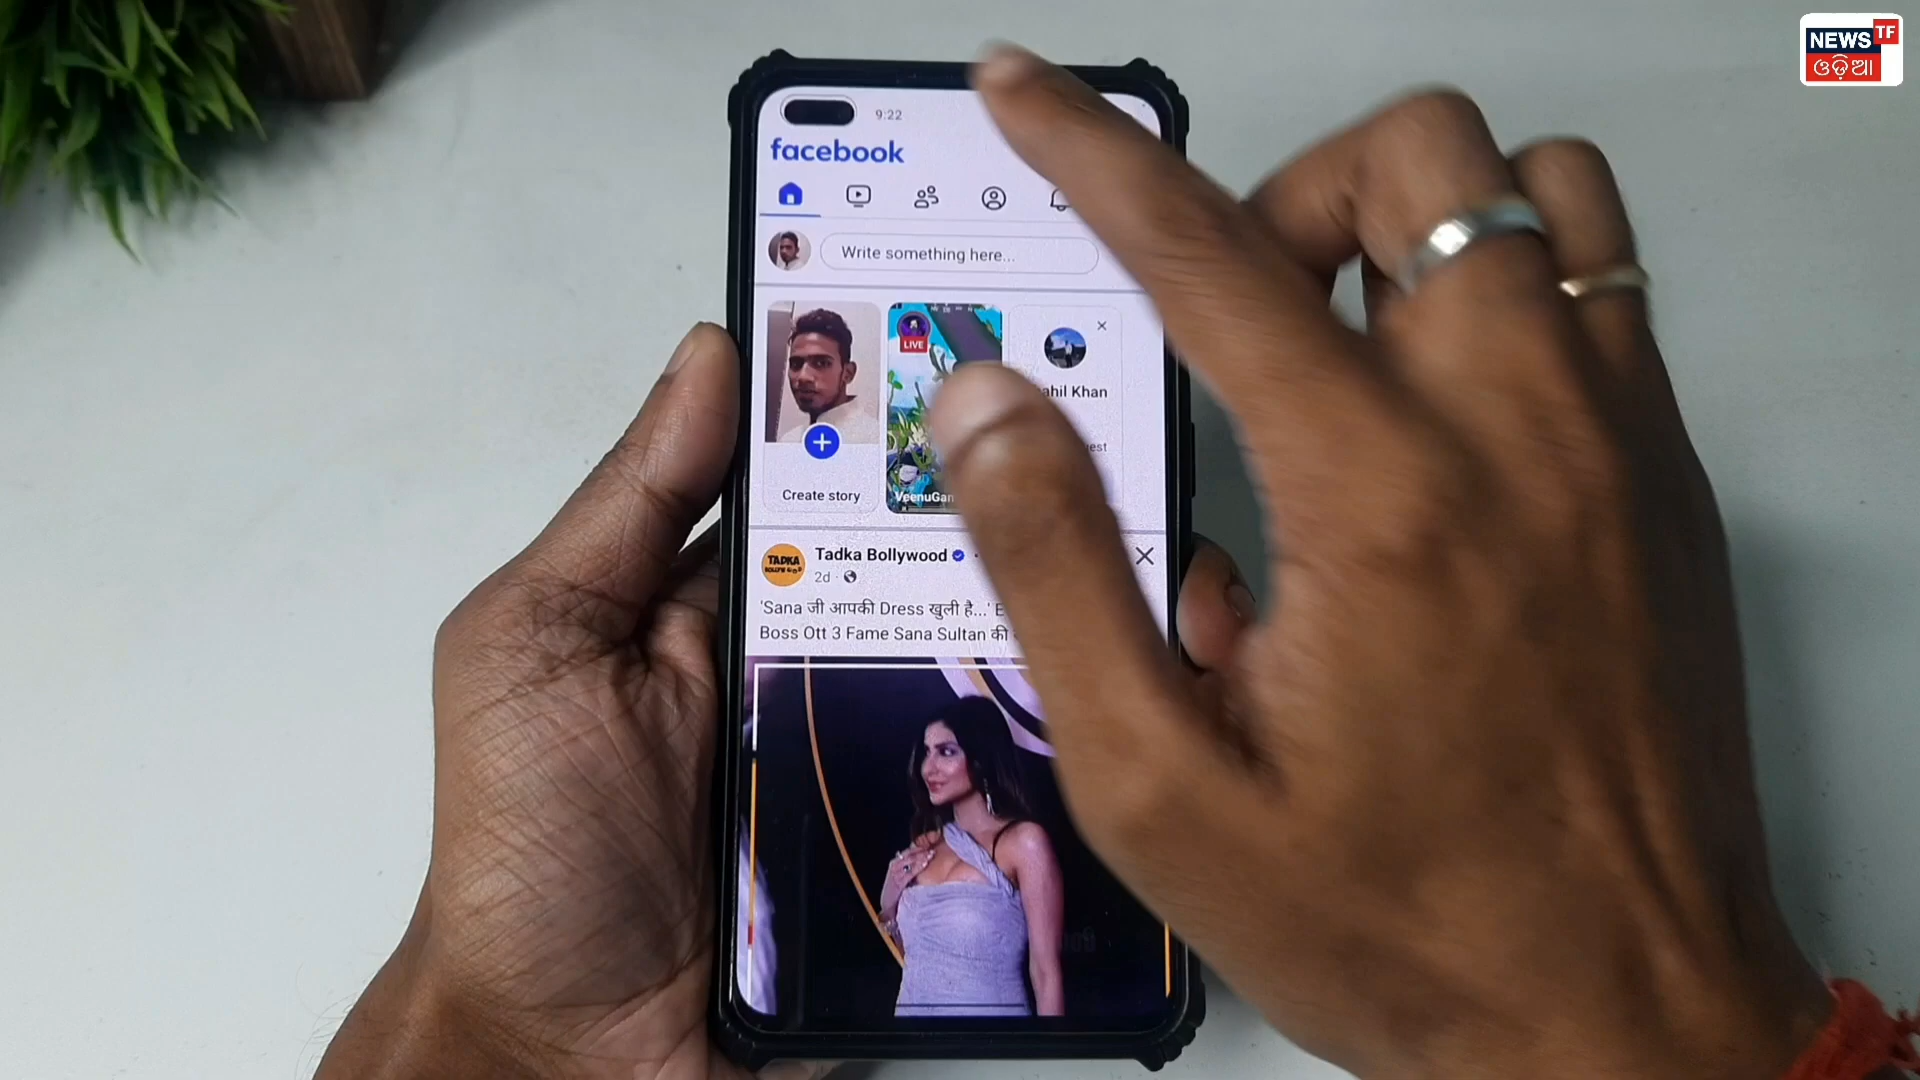 NEWS TF
ଓଡ଼ିଆ
9:22
facebook
Write something here...
LIVE
Khan
Create story
TADKA
Tadka Bollywood
2d
'Sana जी आपकी Dress खुली है...'
Boss Ott 3 Fame Sana Sultan की